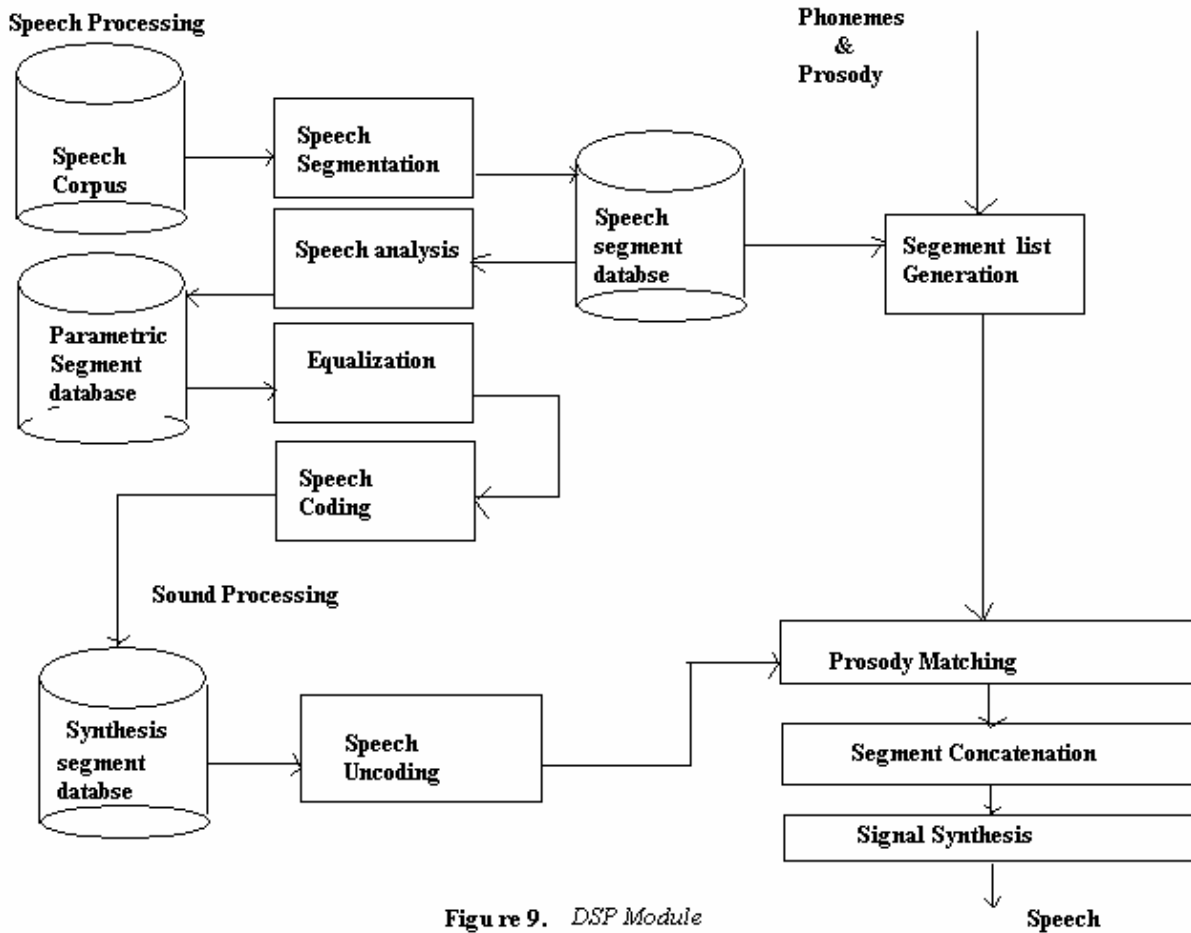 Speech Processing
Phonemes
&
Prosody
Speech
Corpus
Speech
Segmentation
Speech
segment
databse
Segement list
Generation
Speech analysis
Parametric
Segment
database
Equalization
Speech
Coding
Sound Processing
Synthesis
segment
databse
Speech
Uncoding
Prosody Matching
Segment Concatenation
Signal Synthesis
Speech
Figu re 9. DSP Module